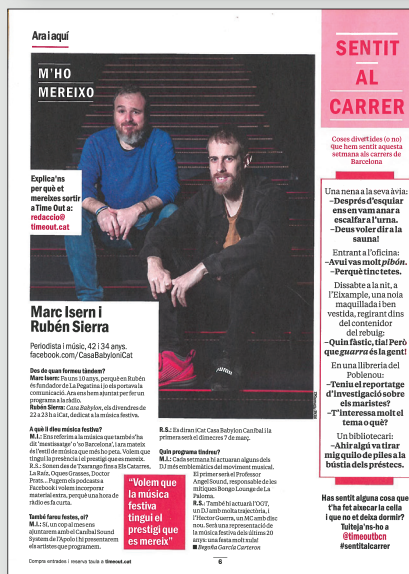 Ara i aquí
M'HO
MEREIXO
Explica'ns
per què et
mereixes sortir
a Time Out a:
redaccio@
timeout.cat
Marc Isern i
Rubén Sierra
Periodista i músic, 42 i 34 anys.
facebook.com/CasaBabyloniCat
Des de quan formeu tàndem?
Marc Isern: Fa uns 10 anys, perquè en Rubén
és fundador de La Pegatina i jo els portava la
comunicació. Ara ens hem ajuntat per fer
un programa a la ràdio.
Rubén Sierra: Casa Babylon, els divendres de
22 a 23 h a iCat, dedicat a la música festiva.
A què li dieu música festiva?
M.I.: Ens referim a la música que també s'ha
dit 'mestissatge' o 'so Barcelona', i ara mateix
és l'estil de música que més ho peta. Volem que
tingui la presència i el prestigi que es mereix.
R.S.: Sonen des de Txarango fins a Els Catarres,
La Raíz, Oques Grasses, Doctor
Prats... Pugem els podcasts a
Facebook i volem incorporar
material extra, perquè una hora de
ràdio es fa curta.
També fareu festes, oi?
M.I.: Sí, un cop al mes ens
ajuntarem amb el Caníbal Sound
System de l'Apolo i hi presentarem
els artistes que programem.
"Volem que
la música
festiva
tingui el
prestigi que
es mereix"
R.S.: Es diran iCat Casa Babylon Caníbal i la
primera serà el dimecres 7 de març.
Quin programa tindreu?
M.I.: Cada setmana hi actuaran alguns dels
DJ més emblemàtics del moviment musical.
El primer serà el Professor
Angel Sound, responsable de les
mítiques Bongo Lounge de La
Paloma.
R.S.: També hi actuarà l'OGT,
un DJ amb molta trajectòria, i
l'Hector Guerra, un MC amb disc
nou. Serà una representació de
la música festiva dels últims 20
anys: una festa molt xula!
■ Begoña García Carteron
SENTIT
AL
CARRER
Coses divertides (o no)
que hem sentit aquesta
setmana als carrers de
Barcelona
Una nena a la seva àvia:
–Després d'esquiar
ens en vam anar a
escalfar a l'urna.
–Deus voler dir a la
sauna!
Entrant a l'oficina:
–Avui vas molt pibón.
–Perquè tinc tetes.
Dissabte a la nit, a
l'Eixample, una noia
maquillada i ben
vestida, regirant dins
del contenidor
del rebuig:
–Quin fàstic, tia! Però
que guarra és la gent!
En una llibreria del
Poblenou:
–Teniu el reportatge
d'investigació sobre
els maristes?
–T'interessa molt el
tema o què?
Un bibliotecari:
–Ahir algú va tirar
mig quilo de piles a la
bústia dels préstecs.
Has sentit alguna cosa que
t'ha fet aixecar la cella
i que no et deixa dormir?
Tuiteja-ns-ho a
@timeoutbcn
#sentitalcarrer
Compra entrades i reserva taula a timeout.cat
6